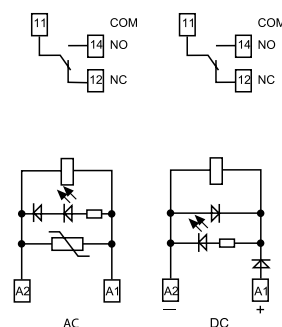 11 COM 11 COM
14 NO 14 NO
12 NC 12 NC
A2 A1 A2 A1
— +
AC DC